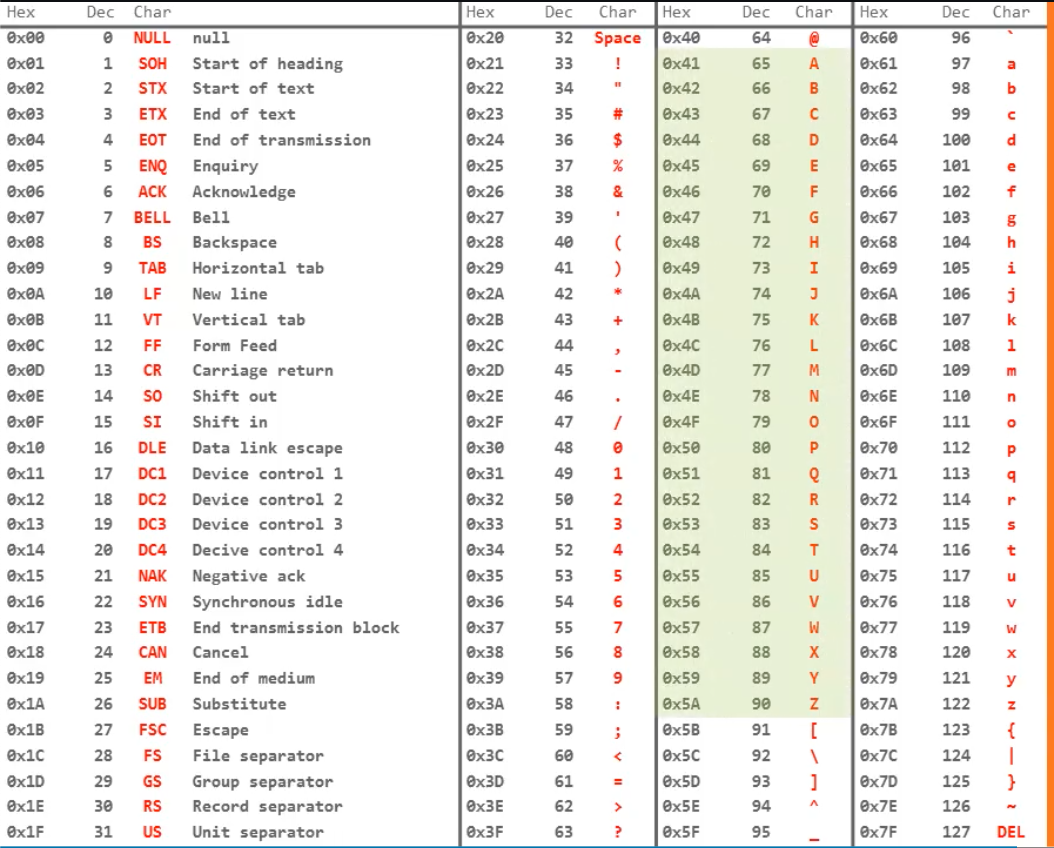 Hex Dec Char Hex Dec Char Hex Dec Char Hex Dec Char
0x00 0 NULL null 0x20 32 Space 0x40 64 @ 0x60 96 `
0x01 1 SOH Start of heading 0x21 33 ! 0x41 65 A 0x61 97 a
0x02 2 STX Start of text 0x22 34 " 0x42 66 B 0x62 98 b
0x03 3 ETX End of text 0x23 35 # 0x43 67 C 0x63 99 c
0x04 4 EOT End of transmission 0x24 36 $ 0x44 68 D 0x64 100 d
0x05 5 ENQ Enquiry 0x25 37 % 0x45 69 E 0x65 101 e
0x06 6 ACK Acknowledge 0x26 38 & 0x46 70 F 0x66 102 f
0x07 7 BELL Bell 0x27 39 ' 0x47 71 G 0x67 103 g
0x08 8 BS Backspace 0x28 40 ( 0x48 72 H 0x68 104 h
0x09 9 TAB Horizontal tab 0x29 41 ) 0x49 73 I 0x69 105 i
0x0A 10 LF New line 0x2A 42 * 0x4A 74 J 0x6A 106 j
0x0B 11 VT Vertical tab 0x2B 43 + 0x4B 75 K 0x6B 107 k
0x0C 12 FF Form Feed 0x2C 44 , 0x4C 76 L 0x6C 108 l
0x0D 13 CR Carriage return 0x2D 45 - 0x4D 77 M 0x6D 109 m
0x0E 14 SO Shift out 0x2E 46 . 0x4E 78 N 0x6E 110 n
0x0F 15 SI Shift in 0x2F 47 / 0x4F 79 O 0x6F 111 o
0x10 16 DLE Data link escape 0x30 48 0 0x50 80 P 0x70 112 p
0x11 17 DC1 Device control 1 0x31 49 1 0x51 81 Q 0x71 113 q
0x12 18 DC2 Device control 2 0x32 50 2 0x52 82 R 0x72 114 r
0x13 19 DC3 Device control 3 0x33 51 3 0x53 83 S 0x73 115 s
0x14 20 DC4 Decive control 4 0x34 52 4 0x54 84 T 0x74 116 t
0x15 21 NAK Negative ack 0x35 53 5 0x55 85 U 0x75 117 u
0x16 22 SYN Synchronous idle 0x36 54 6 0x56 86 V 0x76 118 v
0x17 23 ETB End transmission block 0x37 55 7 0x57 87 W 0x77 119 w
0x18 24 CAN Cancel 0x38 56 8 0x58 88 X 0x78 120 x
0x19 25 EM End of medium 0x39 57 9 0x59 89 Y 0x79 121 y
0x1A 26 SUB Substitute 0x3A 58 : 0x5A 90 Z 0x7A 122 z
0x1B 27 FSC Escape 0x3B 59 ; 0x5B 91 [ 0x7B 123 {
0x1C 28 FS File separator 0x3C 60 < 0x5C 92 \ 0x7C 124 |
0x1D 29 GS Group separator 0x3D 61 = 0x5D 93 ] 0x7D 125 }
0x1E 30 RS Record separator 0x3E 62 > 0x5E 94 ^ 0x7E 126 ~
0x1F 31 US Unit separator 0x3F 63 ? 0x5F 95 _ 0x7F 127 DEL